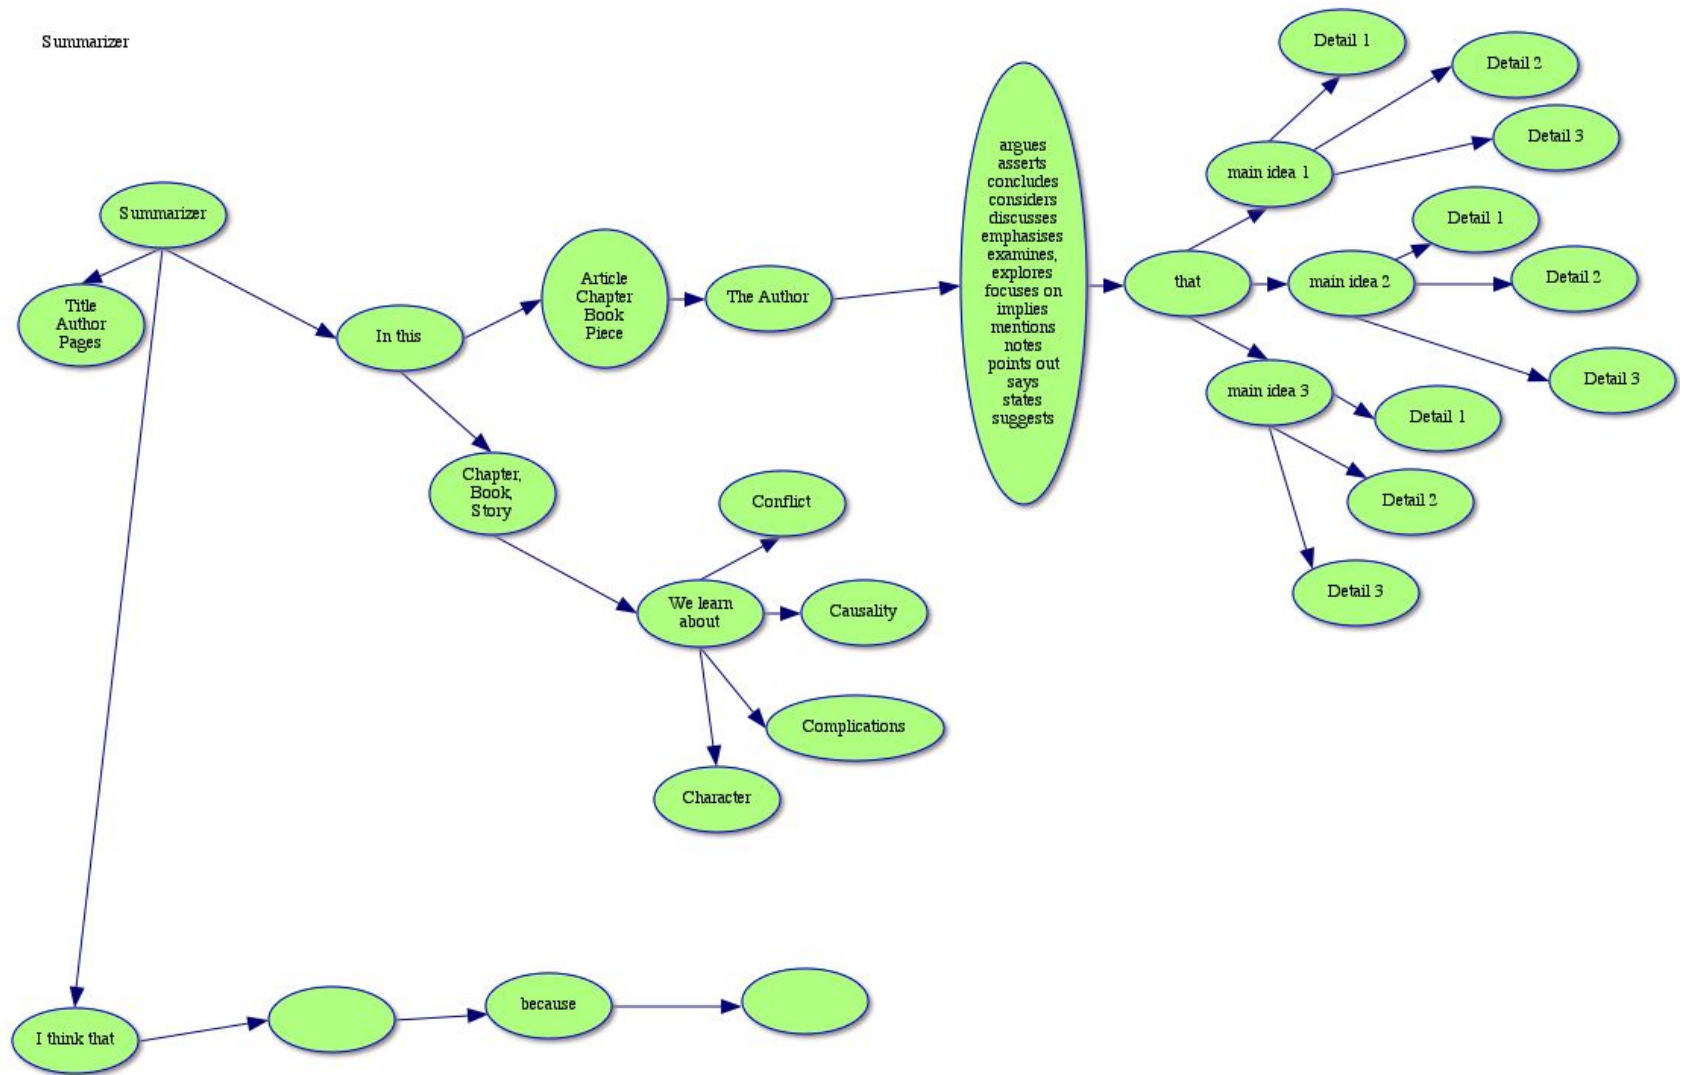 Summarizer
Summarizer
Title
Author
Pages
In this
Article
Chapter
Book
Piece
The Author
argues
asserts
concludes
considers
discusses
emphasises
examines,
explores
focuses on
implies
mentions
notes
points out
says
states
suggests
that
main idea 1
Detail 1
Detail 2
Detail 3
main idea 2
Detail 1
Detail 2
Detail 3
main idea 3
Detail 1
Detail 2
Detail 3
Chapter,
Book,
Story
We learn
about
Conflict
Causality
Complications
Character
I think that
because